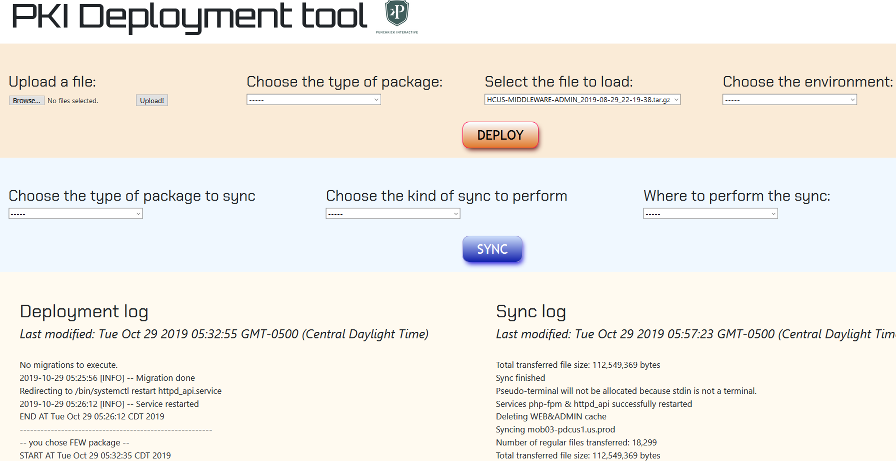 PKI Deployment tool
Upload a file:
Choose the type of package:
Select the file to load:
Choose the environment:
Browse... No files selected. Upload!
-----
HCUS-MIDDLEWARE-ADMIN_2019-08-29_22-19-38.tar.gz
-----
DEPLOY
Choose the type of package to sync
Choose the kind of sync to perform
Where to perform the sync:
-----
-----
-----
SYNC
Deployment log
Last modified: Tue Oct 29 2019 05:32:55 GMT-0500 (Central Daylight Time)
No migrations to execute.
2019-10-29 05:25:56 [INFO] -- Migration done
Redirecting to /bin/systemctl restart httpd_api.service
2019-10-29 05:26:12 [INFO] -- Service restarted
END AT Tue Oct 29 05:26:12 CDT 2019
-------------------------------------------------------
-- you chose FEW package --
START AT Tue Oct 29 05:32:35 CDT 2019
Sync log
Last modified: Tue Oct 29 2019 05:57:23 GMT-0500 (Central Daylight Time
Total transferred file size: 112,549,369 bytes
Sync finished
Pseudo-terminal will not be allocated because stdin is not a terminal.
Services php-fpm & httpd_api successfully restarted
Deleting WEB&ADMIN cache
Syncing mob03-pdcus1.us.prod
Number of regular files transferred: 18,299
Total transferred file size: 112,549,369 bytes